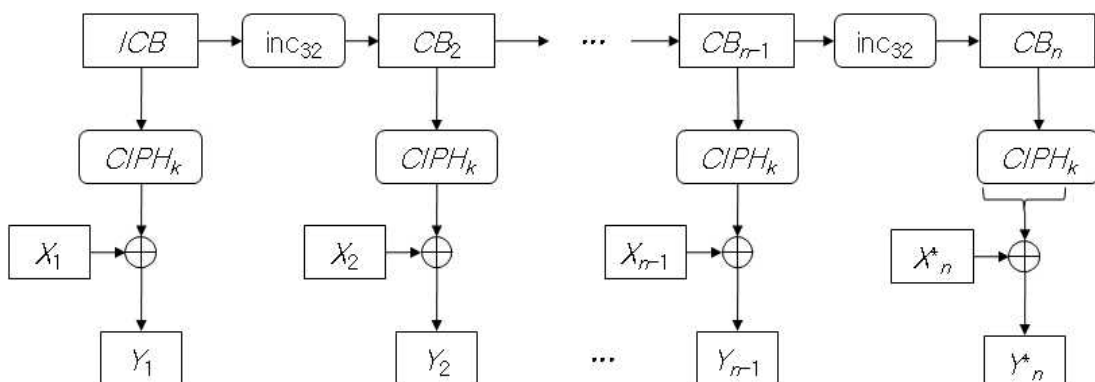 ICB inc₃₂ CB₂ ... CBₙ₋₁ inc₃₂ CBₙ
CIPHₖ CIPHₖ CIPHₖ CIPHₖ
X₁ X₂ Xₙ₋₁ X*ₙ
Y₁ Y₂ ... Yₙ₋₁ Y*ₙ